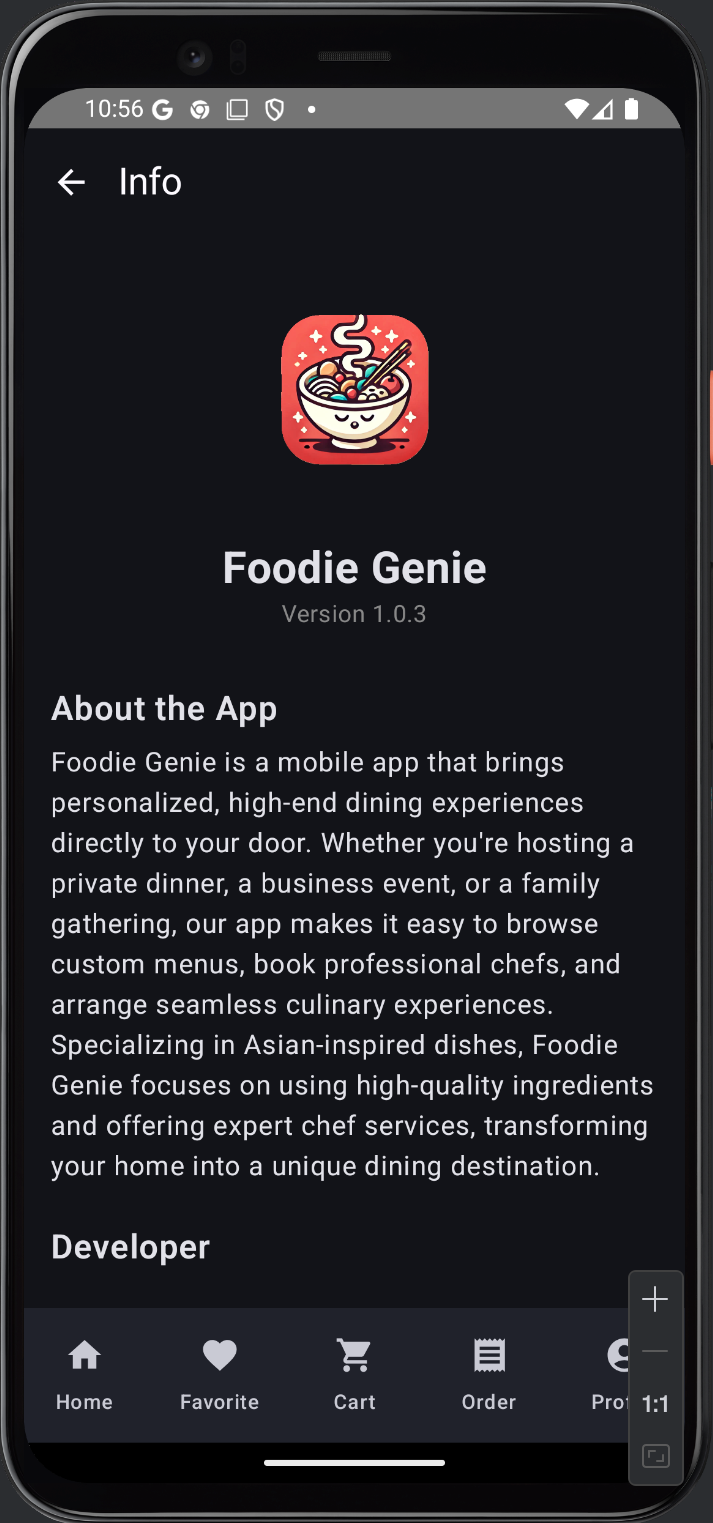 10:56
Info
Foodie Genie
Version 1.0.3
About the App
Foodie Genie is a mobile app that brings
personalized, high-end dining experiences
directly to your door. Whether you're hosting a
private dinner, a business event, or a family
gathering, our app makes it easy to browse
custom menus, book professional chefs, and
arrange seamless culinary experiences.
Specializing in Asian-inspired dishes, Foodie
Genie focuses on using high-quality ingredients
and offering expert chef services, transforming
your home into a unique dining destination.
Developer
Home Favorite Cart Order
1:1